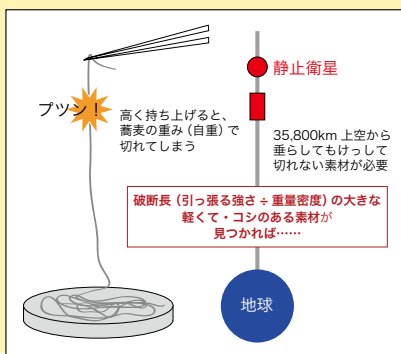 プツン！
高く持ち上げると、
蕎麦の重み（自重）で
切れてしまう
静止衛星
35,800km 上空から
垂らしてもけっして
切れない素材が必要
破断長（引っ張る強さ÷重量密度）の大きな
軽くて・コシのある素材が
見つかれば……
地球